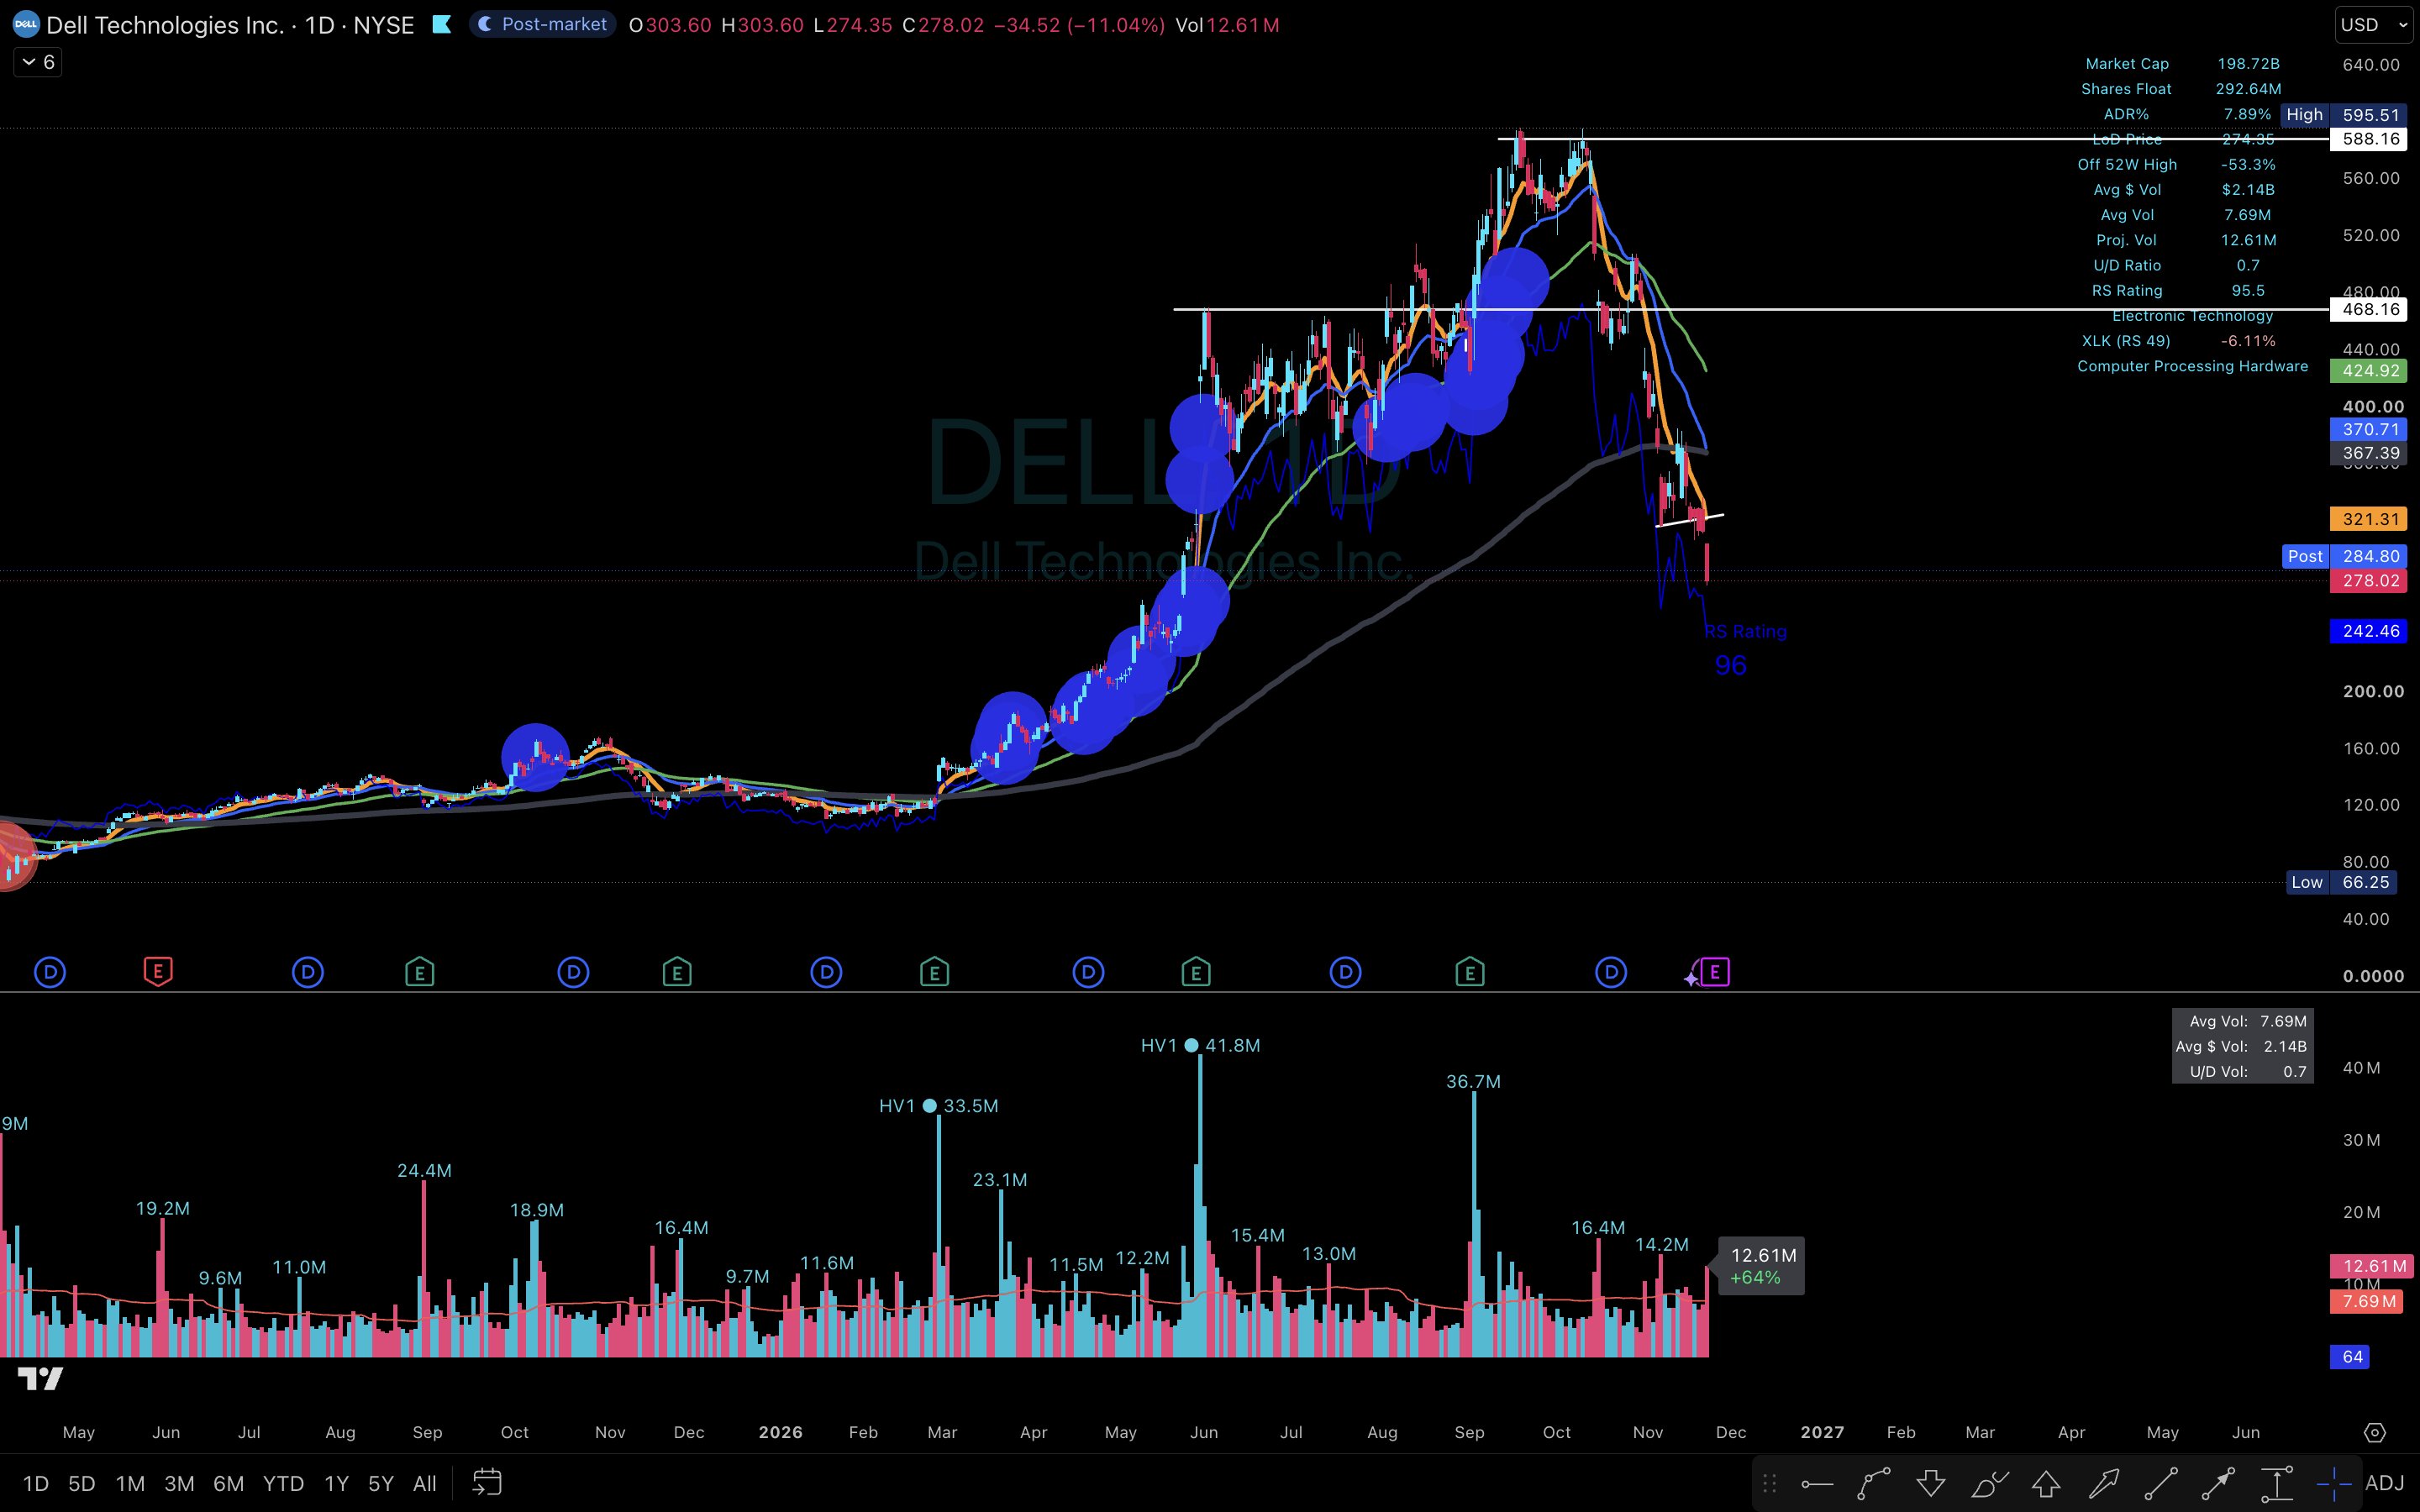 DELL Dell Technologies Inc. · 1D · NYSE Post-market O303.60 H303.60 L274.35 C278.02 −34.52 (−11.04%) Vol12.61 M
USD
6
Market Cap 198.72B
640.00
Shares Float 292.64M
ADR% 7.89%
High 595.51
LoD Price 274.35
588.16
Off 52W High -53.3%
560.00
Avg $ Vol $2.14B
Avg Vol 7.69M
Proj. Vol 12.61M
520.00
U/D Ratio 0.7
RS Rating 95.5
480.00
468.16
Electronic Technology
XLK (RS 49) -6.11%
440.00
Computer Processing Hardware
424.92
400.00
370.71
367.39
DELL, 1D
Dell Technologies Inc.
321.31
Post 284.80
278.02
RS Rating
242.46
96
200.00
160.00
120.00
80.00
Low 66.25
40.00
D E D E D E D E D E D E D E
0.0000
Avg Vol: 7.69M
Avg $ Vol: 2.14B
U/D Vol: 0.7
HV1 41.8M
40 M
36.7M
HV1 33.5M
9M
30 M
24.4M
23.1M
19.2M
18.9M
20 M
16.4M
15.4M
16.4M
14.2M
13.0M
12.2M
11.6M
11.5M
11.0M
9.6M
9.7M
12.61M
+64%
12.61 M
10 M
7.69 M
64
May Jun Jul Aug Sep Oct Nov Dec 2026 Feb Mar Apr May Jun Jul Aug Sep Oct Nov Dec 2027 Feb Mar Apr May Jun
1D 5D 1M 3M 6M YTD 1Y 5Y All
ADJ